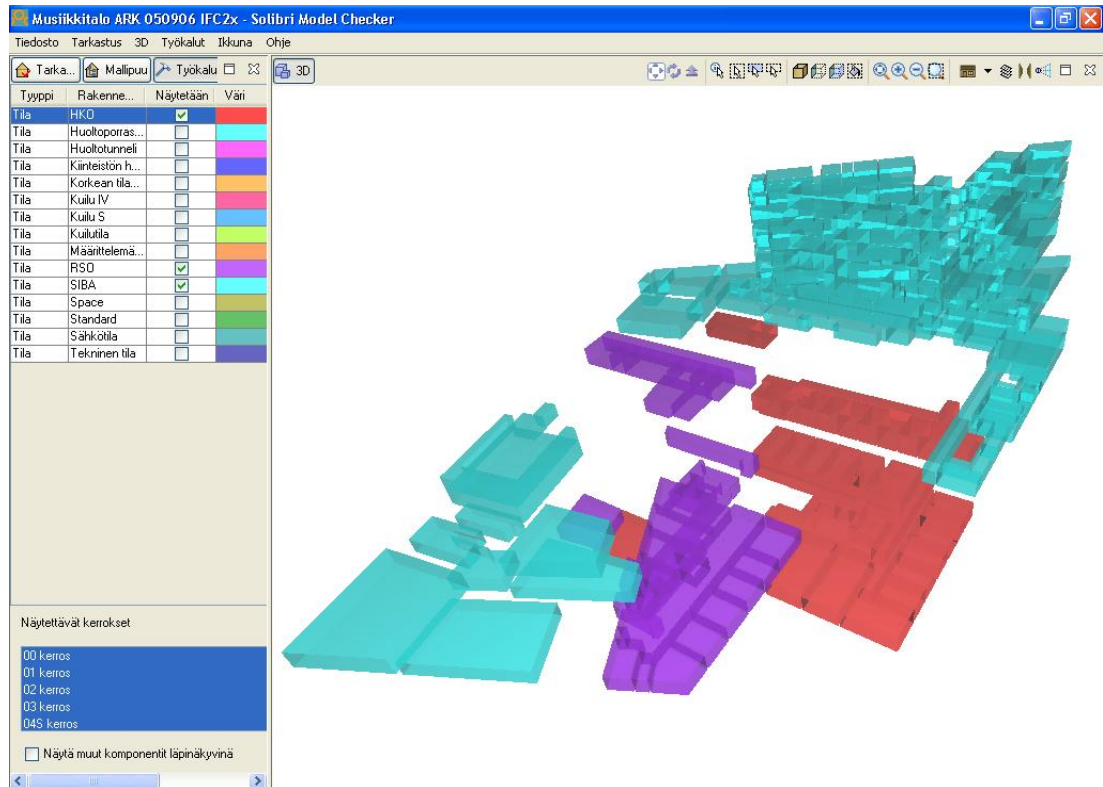 Musiikkitalo ARK 050906 IFC2x - Solibri Model Checker
Tiedosto Tarkastus 3D Työkalut Ikkuna Ohje
Tarka... Mallipuu Työkalu 3D
Tyyppi Rakenne... Näytetään Väri
Tila HKO
Tila Huoltoporras...
Tila Huoltotunneli
Tila Kiinteistön h...
Tila Korkean tila...
Tila Kuilu IV
Tila Kuilu S
Tila Kuilutila
Tila Määrittelemä...
Tila RSO
Tila SIBA
Tila Space
Tila Standard
Tila Sähkötila
Tila Tekninen tila
Näytettävät kerrokset
00 kerros
01 kerros
02 kerros
03 kerros
04S kerros
Näytä muut komponentit läpinäkyvinä